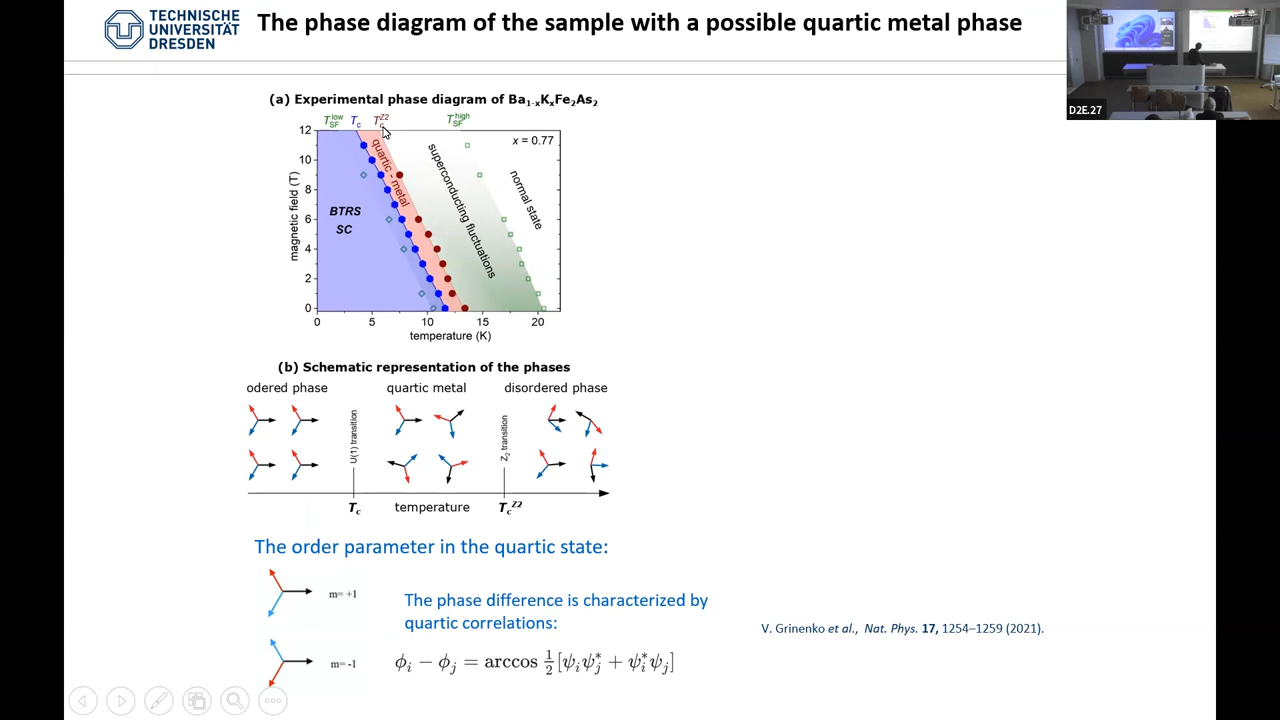 TECHNISCHE
UNIVERSITÄT
DRESDEN
The phase diagram of the sample with a possible quartic metal phase
D2E.27
(a) Experimental phase diagram of Ba1-xKxFe2As2
T_SF^low T_c T_c^Z2 T_SF^high
x = 0.77
12
10
8
6
4
2
0
magnetic field (T)
BTRS
SC
quartic metal
superconducting fluctuations
normal state
0 5 10 15 20
temperature (K)
(b) Schematic representation of the phases
odered phase quartic metal disordered phase
U(1) transition
Z2 transition
Tc temperature Tc^Z2
The order parameter in the quartic state:
m= +1
The phase difference is characterized by
quartic correlations:
V. Grinenko et al., Nat. Phys. 17, 1254–1259 (2021).
m= -1
ϕi − ϕj = arccos 1/2[ψiψj* + ψi*ψj]